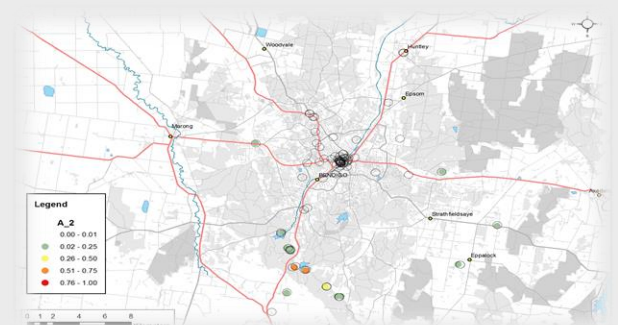 Woodvale
Huntley
Epsom
Marong
BENDIGO
Strathfieldsaye
Eppalock
Legend
A_2
0.00 - 0.01
0.02 - 0.25
0.26 - 0.50
0.51 - 0.75
0.76 - 1.00
0 1 2 4 6 8